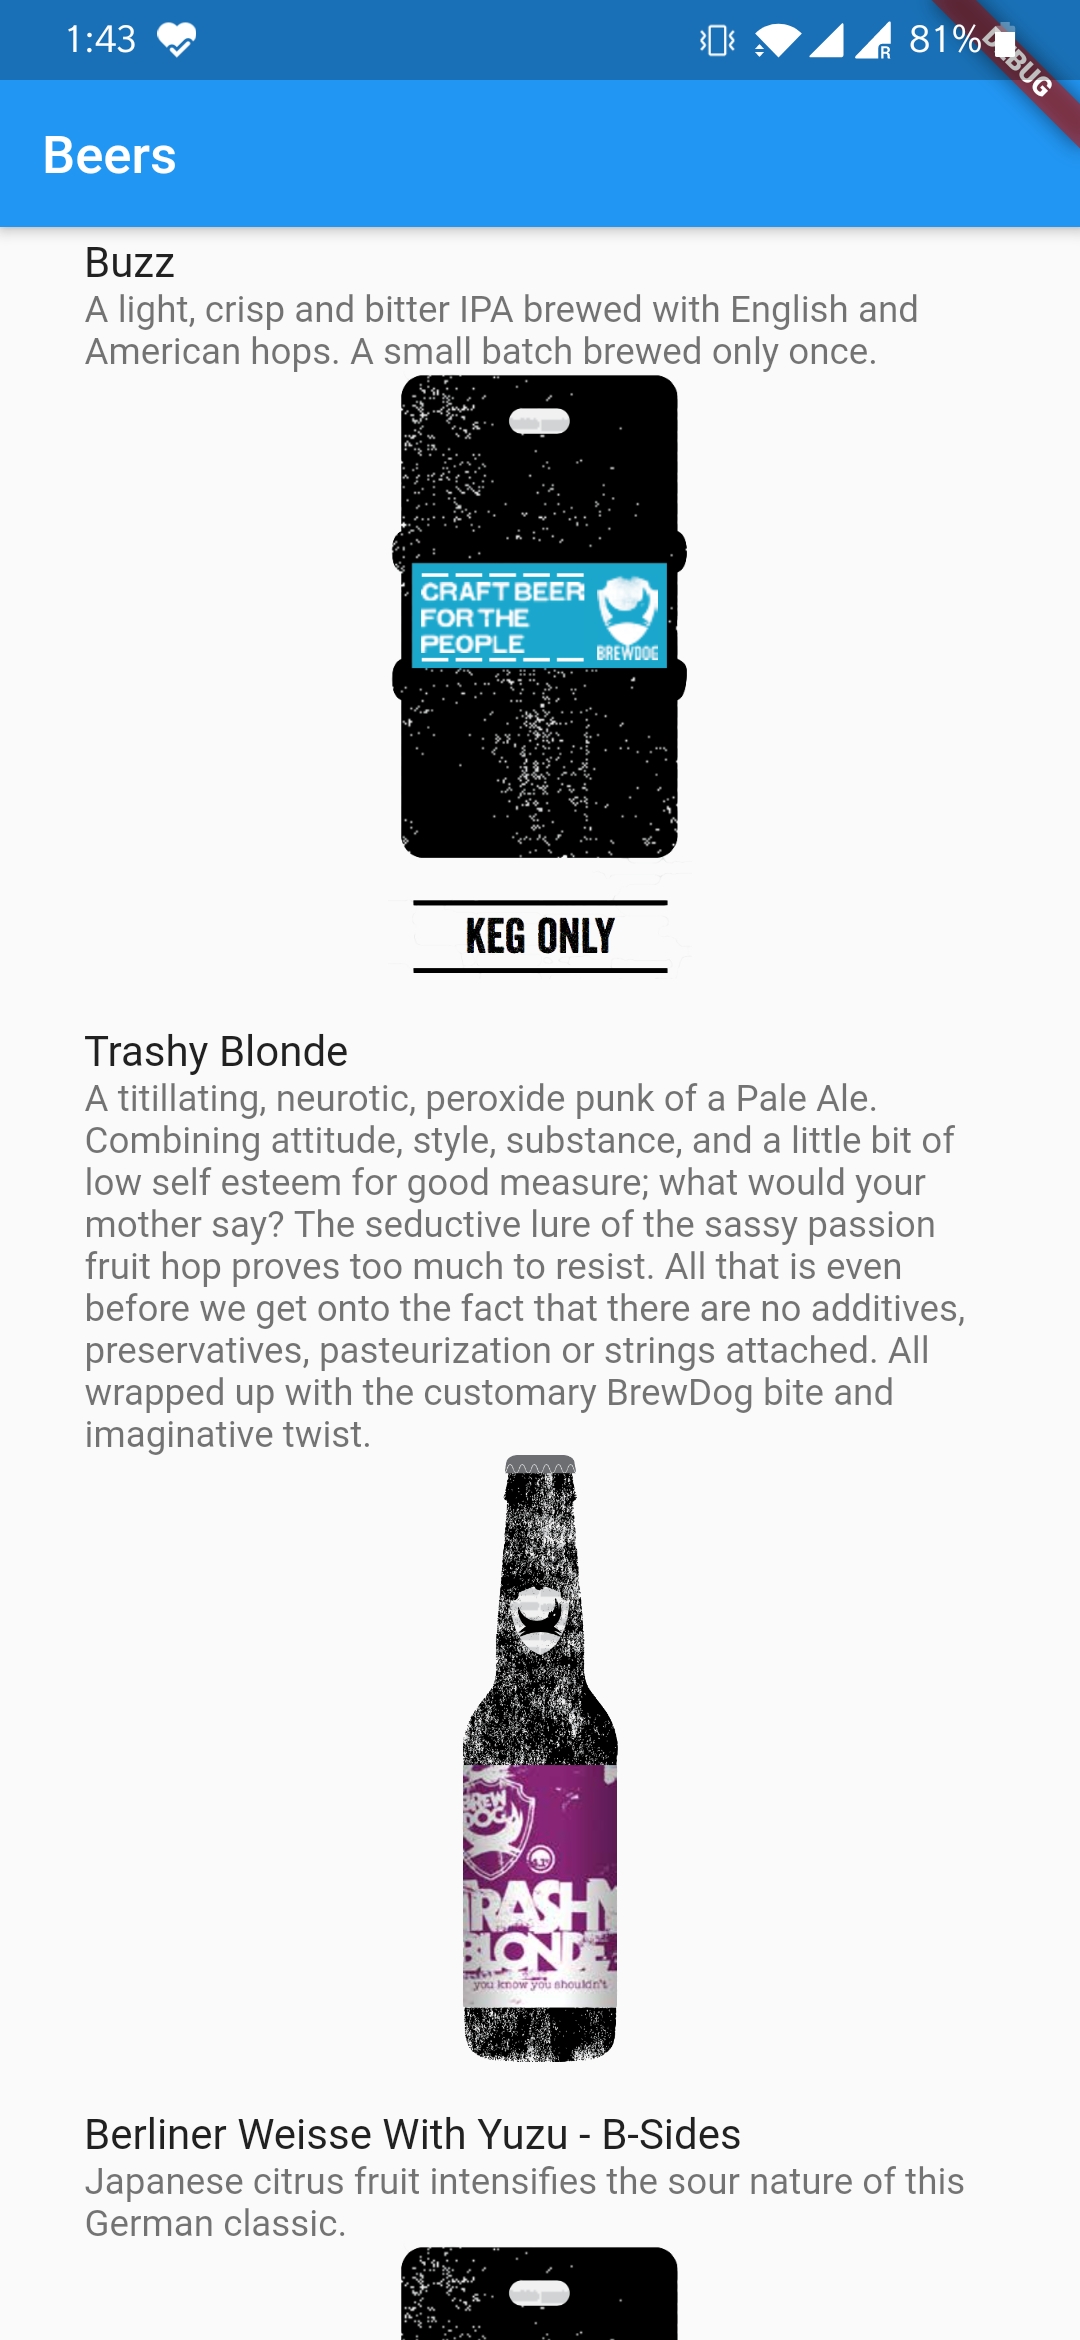 1:43
R 81%
DEBUG
Beers
Buzz
A light, crisp and bitter IPA brewed with English and
American hops. A small batch brewed only once.
CRAFT BEER
FOR THE
PEOPLE
BREWDOG
KEG ONLY
Trashy Blonde
A titillating, neurotic, peroxide punk of a Pale Ale.
Combining attitude, style, substance, and a little bit of
low self esteem for good measure; what would your
mother say? The seductive lure of the sassy passion
fruit hop proves too much to resist. All that is even
before we get onto the fact that there are no additives,
preservatives, pasteurization or strings attached. All
wrapped up with the customary BrewDog bite and
imaginative twist.
BREW
DOG
TRASHY
BLONDE
you know you shouldn't
Berliner Weisse With Yuzu - B-Sides
Japanese citrus fruit intensifies the sour nature of this
German classic.